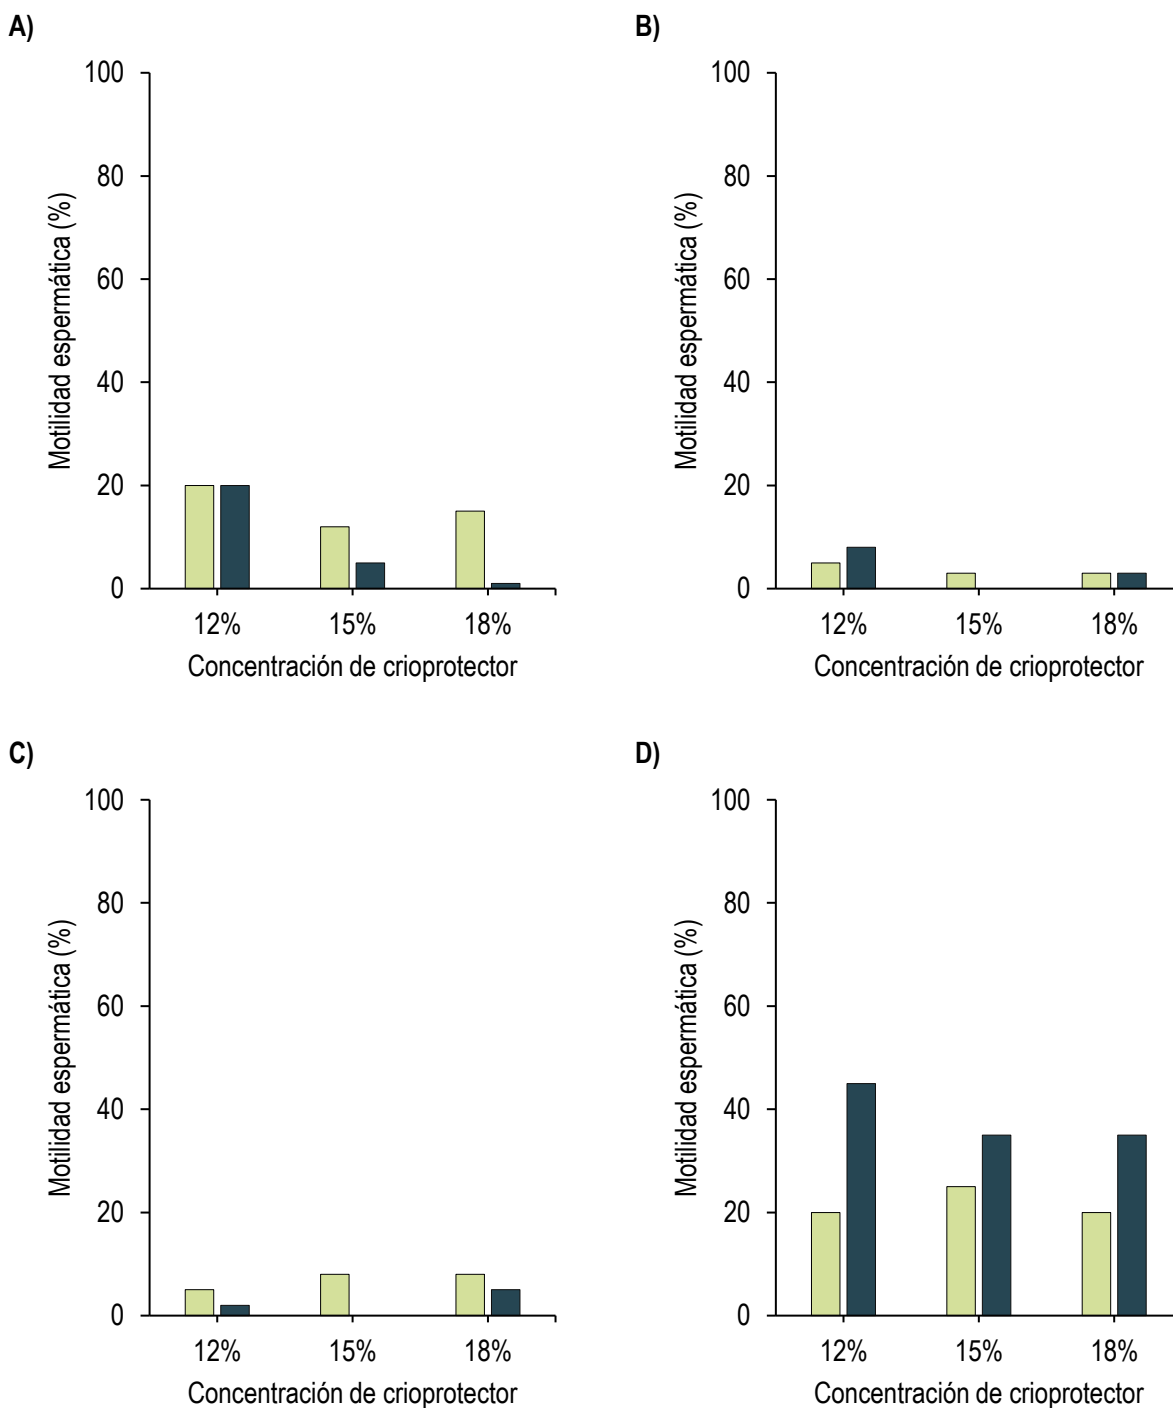 A)
100
80
60
40
20
0
Motilidad espermática (%)
12% 15% 18%
Concentración de crioprotector
B)
100
80
60
40
20
0
Motilidad espermática (%)
12% 15% 18%
Concentración de crioprotector
C)
100
80
60
40
20
0
Motilidad espermática (%)
12% 15% 18%
Concentración de crioprotector
D)
100
80
60
40
20
0
Motilidad espermática (%)
12% 15% 18%
Concentración de crioprotector